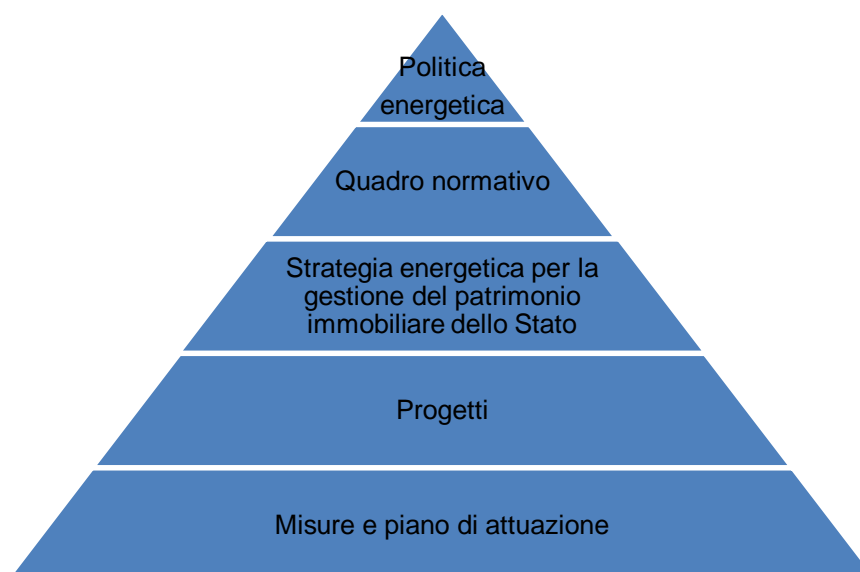 Politica
energetica
Quadro normativo
Strategia energetica per la
gestione del patrimonio
immobiliare dello Stato
Progetti
Misure e piano di attuazione